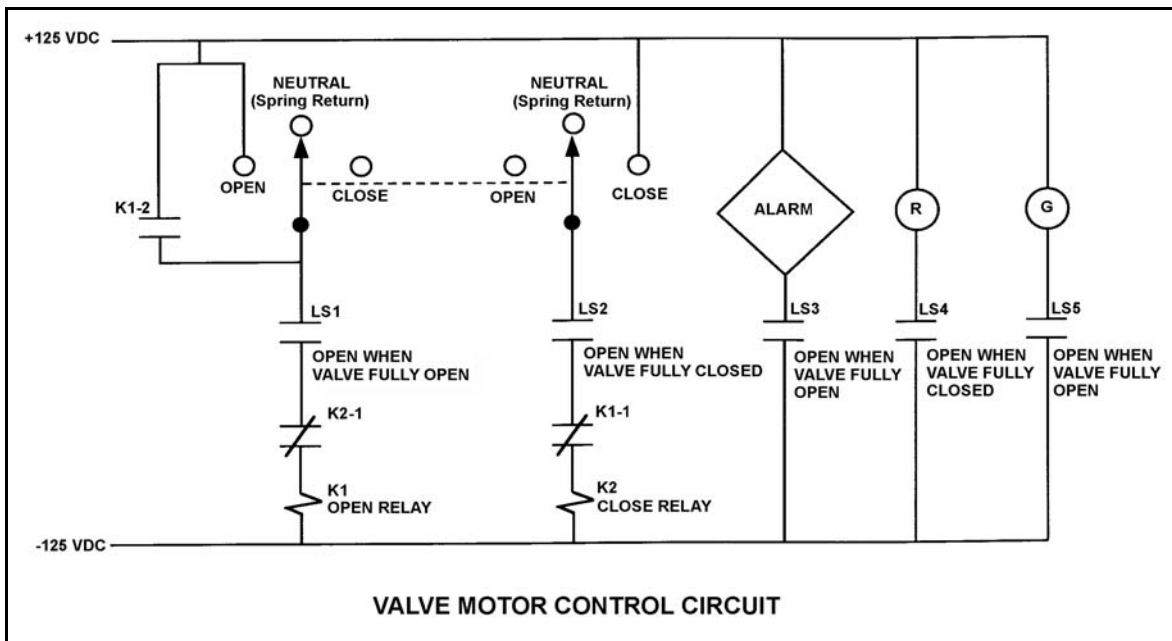 +125 VDC
NEUTRAL
(Spring Return)
NEUTRAL
(Spring Return)
OPEN
CLOSE
OPEN
CLOSE
K1-2
ALARM
R
G
LS1
OPEN WHEN
VALVE FULLY OPEN
LS2
OPEN WHEN
VALVE FULLY CLOSED
LS3
OPEN WHEN
VALVE FULLY
OPEN
LS4
OPEN WHEN
VALVE FULLY
CLOSED
LS5
OPEN WHEN
VALVE FULLY
OPEN
K2-1
K1-1
K1
OPEN RELAY
K2
CLOSE RELAY
-125 VDC
VALVE MOTOR CONTROL CIRCUIT